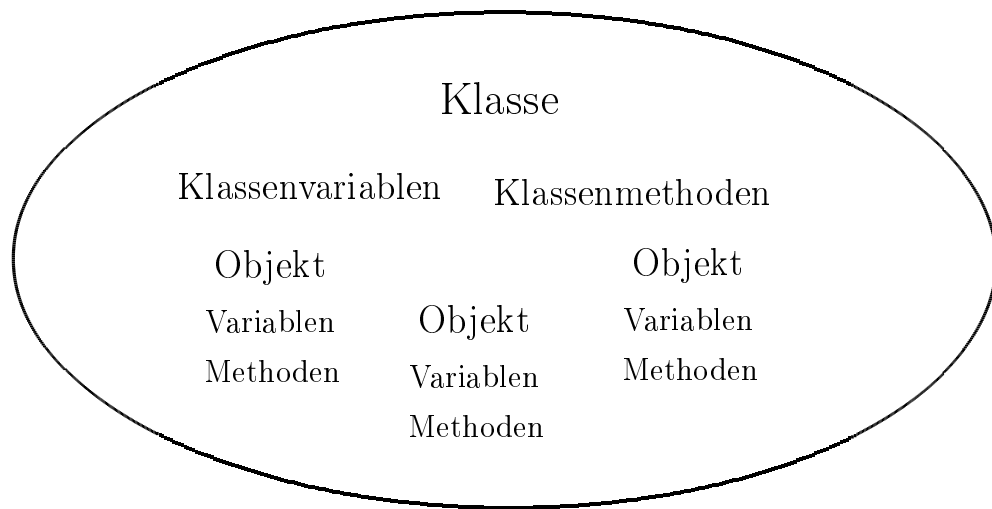 Klasse
Klassenvariablen Klassenmethoden
Objekt
Variablen
Methoden
Objekt
Variablen
Methoden
Objekt
Variablen
Methoden